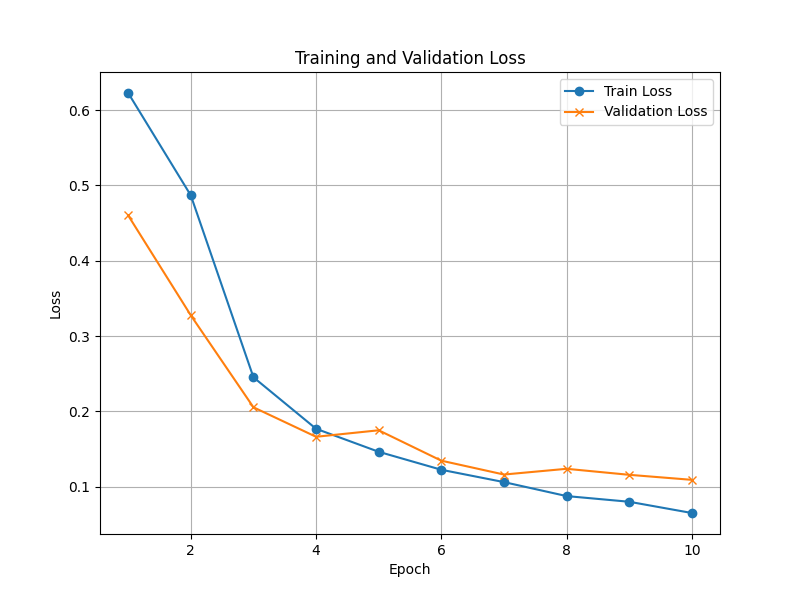 Training and Validation Loss
Train Loss
Validation Loss
0.6
0.5
0.4
0.3
0.2
0.1
Loss
2 4 6 8 10
Epoch